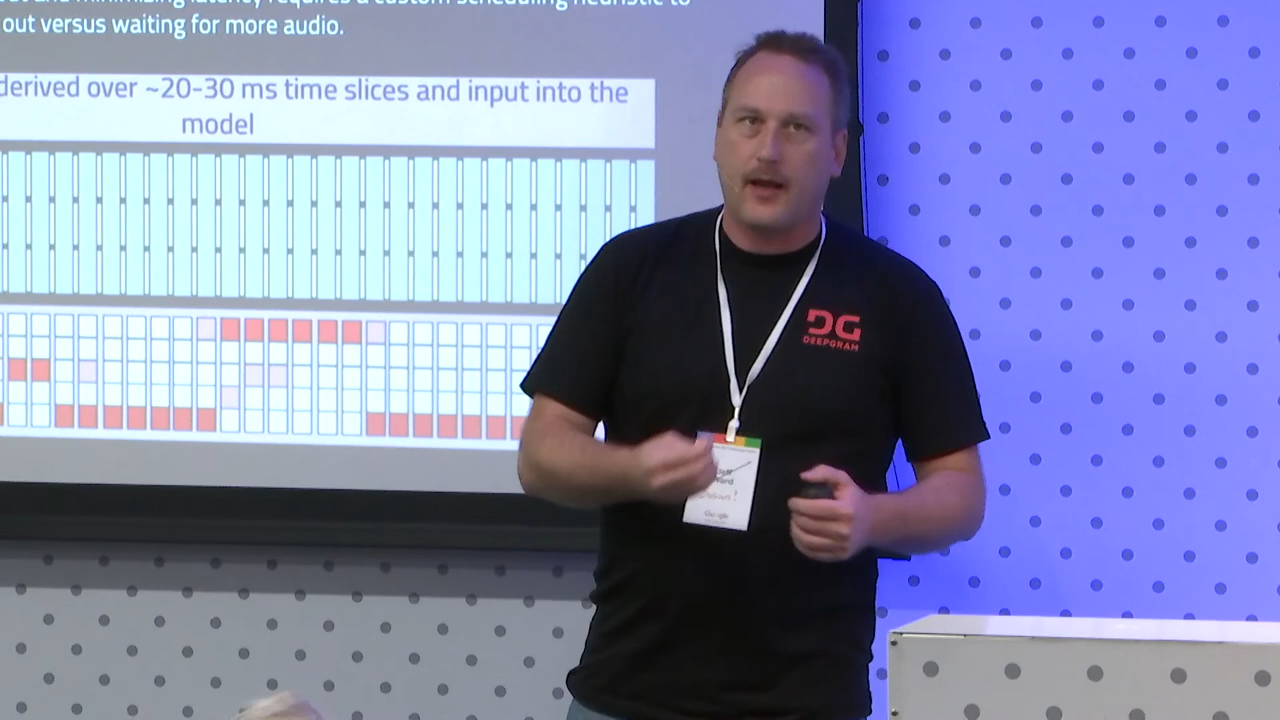 out versus waiting for more audio.
derived over ~20-30 ms time slices and input into the
model
DG
DEEPGRAM
Google